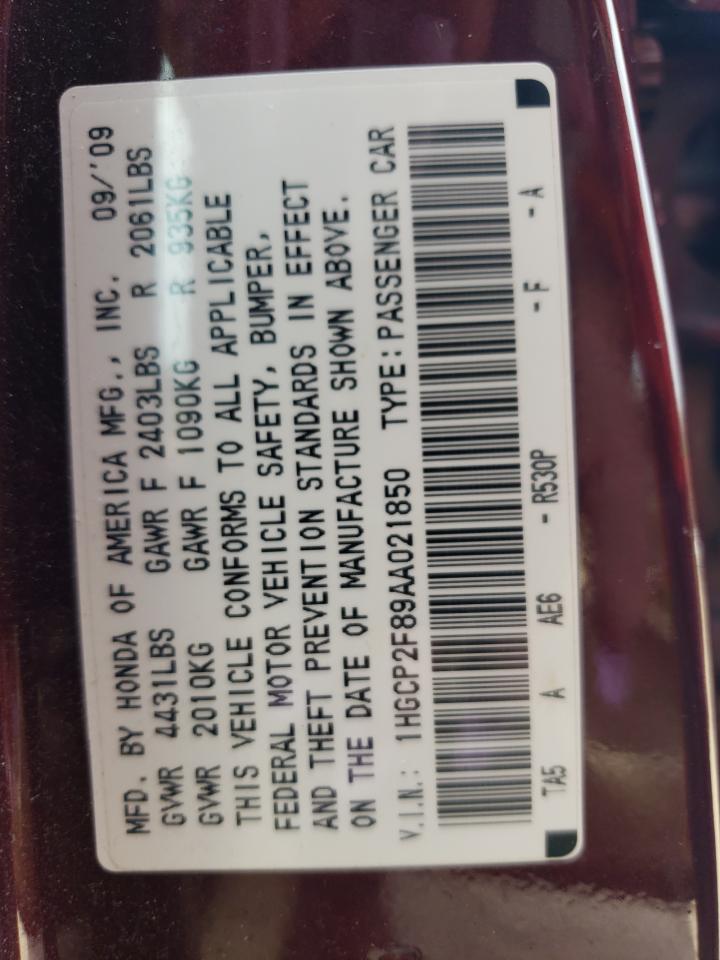 MFD. BY HONDA OF AMERICA MFG., INC. 09/'09
GVWR 4431LBS GAWR F 2403LBS R 2061LBS
GVWR 2010KG GAWR F 1090KG R 935KG
THIS VEHICLE CONFORMS TO ALL APPLICABLE
FEDERAL MOTOR VEHICLE SAFETY, BUMPER,
AND THEFT PREVENTION STANDARDS IN EFFECT
ON THE DATE OF MANUFACTURE SHOWN ABOVE.
V.I.N.: 1HGCP2F89AA021850 TYPE:PASSENGER CAR
TA5 A AE6 - R530P - F - A